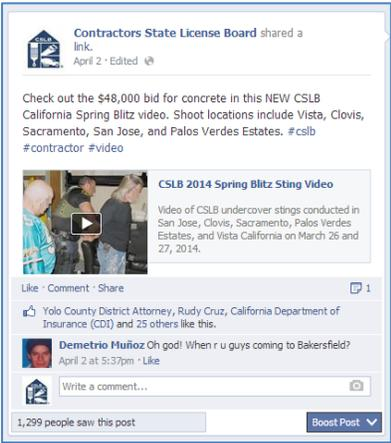 Contractors State License Board shared a
link.
April 2 · Edited ·
Check out the $48,000 bid for concrete in this NEW CSLB
California Spring Blitz video. Shoot locations include Vista, Clovis,
Sacramento, San Jose, and Palos Verdes Estates. #cslb
#contractor #video
CSLB 2014 Spring Blitz Sting Video
Video of CSLB undercover stings conducted in
San Jose, Clovis, Sacramento, Palos Verdes
Estates, and Vista California on March 26 and
27, 2014.
Like · Comment · Share
1
Yolo County District Attorney, Rudy Cruz, California Department of
Insurance (CDI) and 25 others like this.
Demetrio Muñoz Oh god! When r u guys coming to Bakersfield?
April 2 at 5:37pm · Like
Write a comment...
1,299 people saw this post
Boost Post